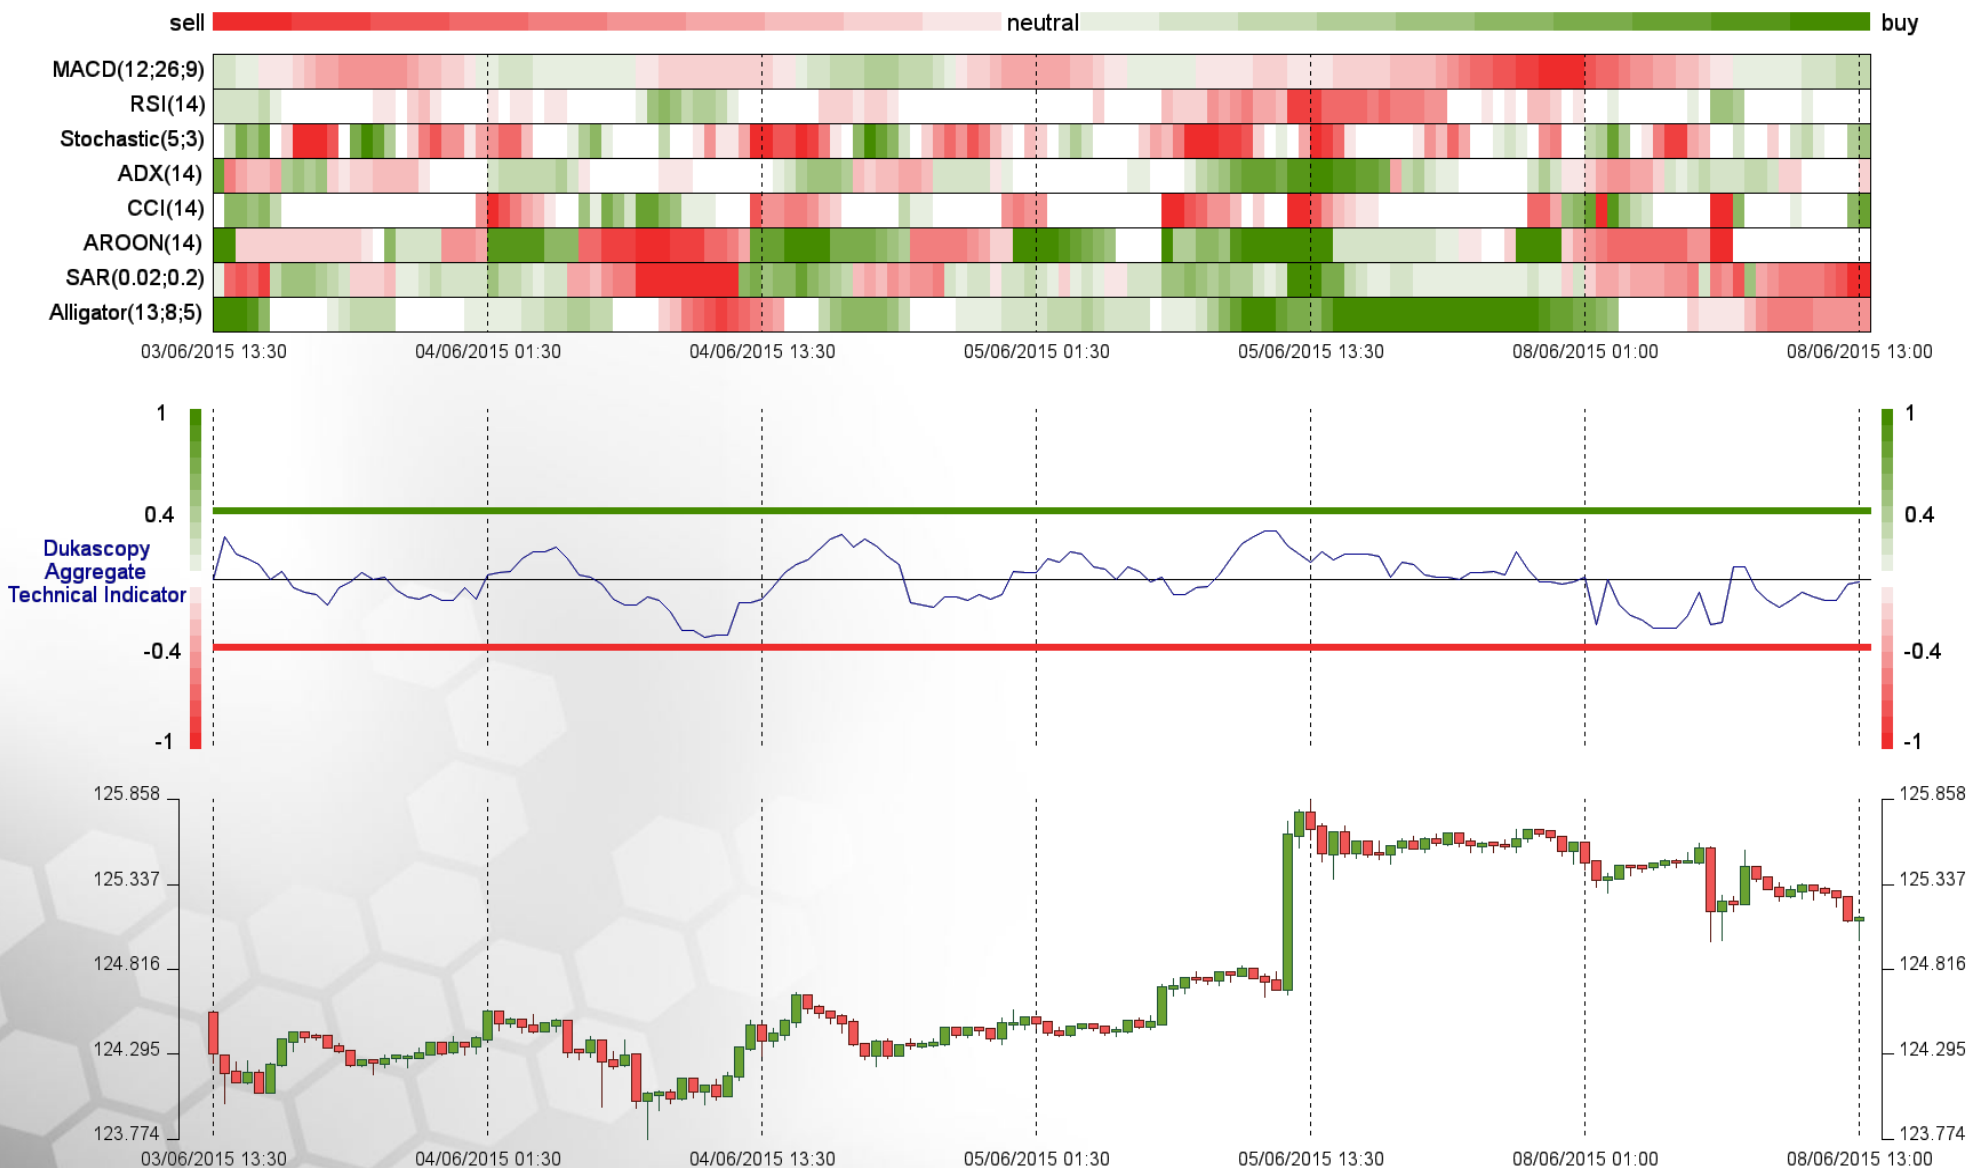 sell neutral buy
MACD(12;26;9)
RSI(14)
Stochastic(5;3)
ADX(14)
CCI(14)
AROON(14)
SAR(0.02;0.2)
Alligator(13;8;5)
03/06/2015 13:30 04/06/2015 01:30 04/06/2015 13:30 05/06/2015 01:30 05/06/2015 13:30 08/06/2015 01:00 08/06/2015 13:00
1 1
0.4 0.4
Dukascopy
Aggregate
Technical Indicator
-0.4 -0.4
-1 -1
125.858 125.858
125.337 125.337
124.816 124.816
124.295 124.295
123.774 123.774
03/06/2015 13:30 04/06/2015 01:30 04/06/2015 13:30 05/06/2015 01:30 05/06/2015 13:30 08/06/2015 01:00 08/06/2015 13:00